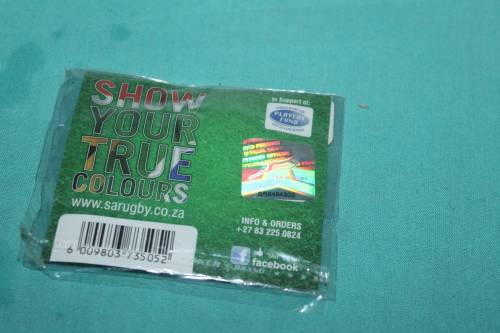 SHOW
YOUR
TRUE
COLOURS
www.sarugby.co.za
6 009803 735052
In Support of:
PLAYERS'
FUND
INFO & ORDERS
+27 83 225 0824
facebook